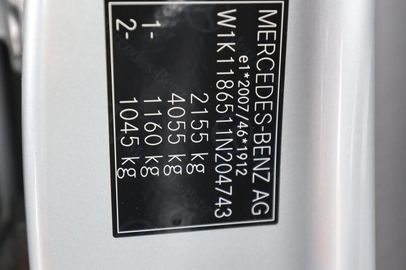 MERCEDES-BENZ AG
e1*2007/46*1912
W1K1186511N204743
2155 kg
4055 kg
1- 1160 kg
2- 1045 kg